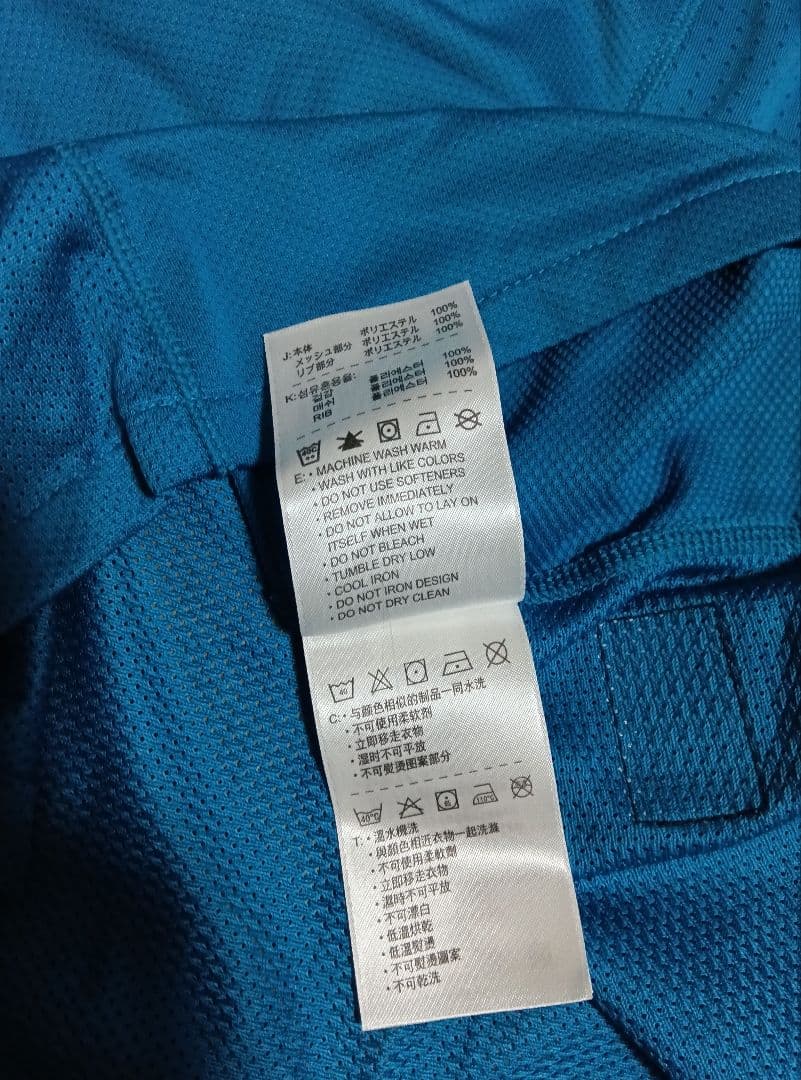 J:本体 ポリエステル 100%
メッシュ部分 ポリエステル 100%
リブ部分 ポリエステル 100%
K:섬유혼용율:
폴리에스터 100%
메쉬 폴리에스터 100%
RIB 폴리에스터 100%
40C
E: • MACHINE WASH WARM
• WASH WITH LIKE COLORS
• DO NOT USE SOFTENERS
• REMOVE IMMEDIATELY
• DO NOT ALLOW TO LAY ON
ITSELF WHEN WET
• DO NOT BLEACH
• TUMBLE DRY LOW
• COOL IRON
• DO NOT IRON DESIGN
• DO NOT DRY CLEAN
40
C: • 与颜色相似的制品一同水洗
• 不可使用柔软剂
• 立即移走衣物
• 湿时不可平放
• 不可熨烫图案部分
40°C 110°C
T: • 溫水機洗
• 與顏色相近衣物一起洗滌
• 不可使用柔軟劑
• 立即移走衣物
• 濕時不可平放
• 不可漂白
• 低溫烘乾
• 低溫熨燙
• 不可熨燙圖案
• 不可乾洗